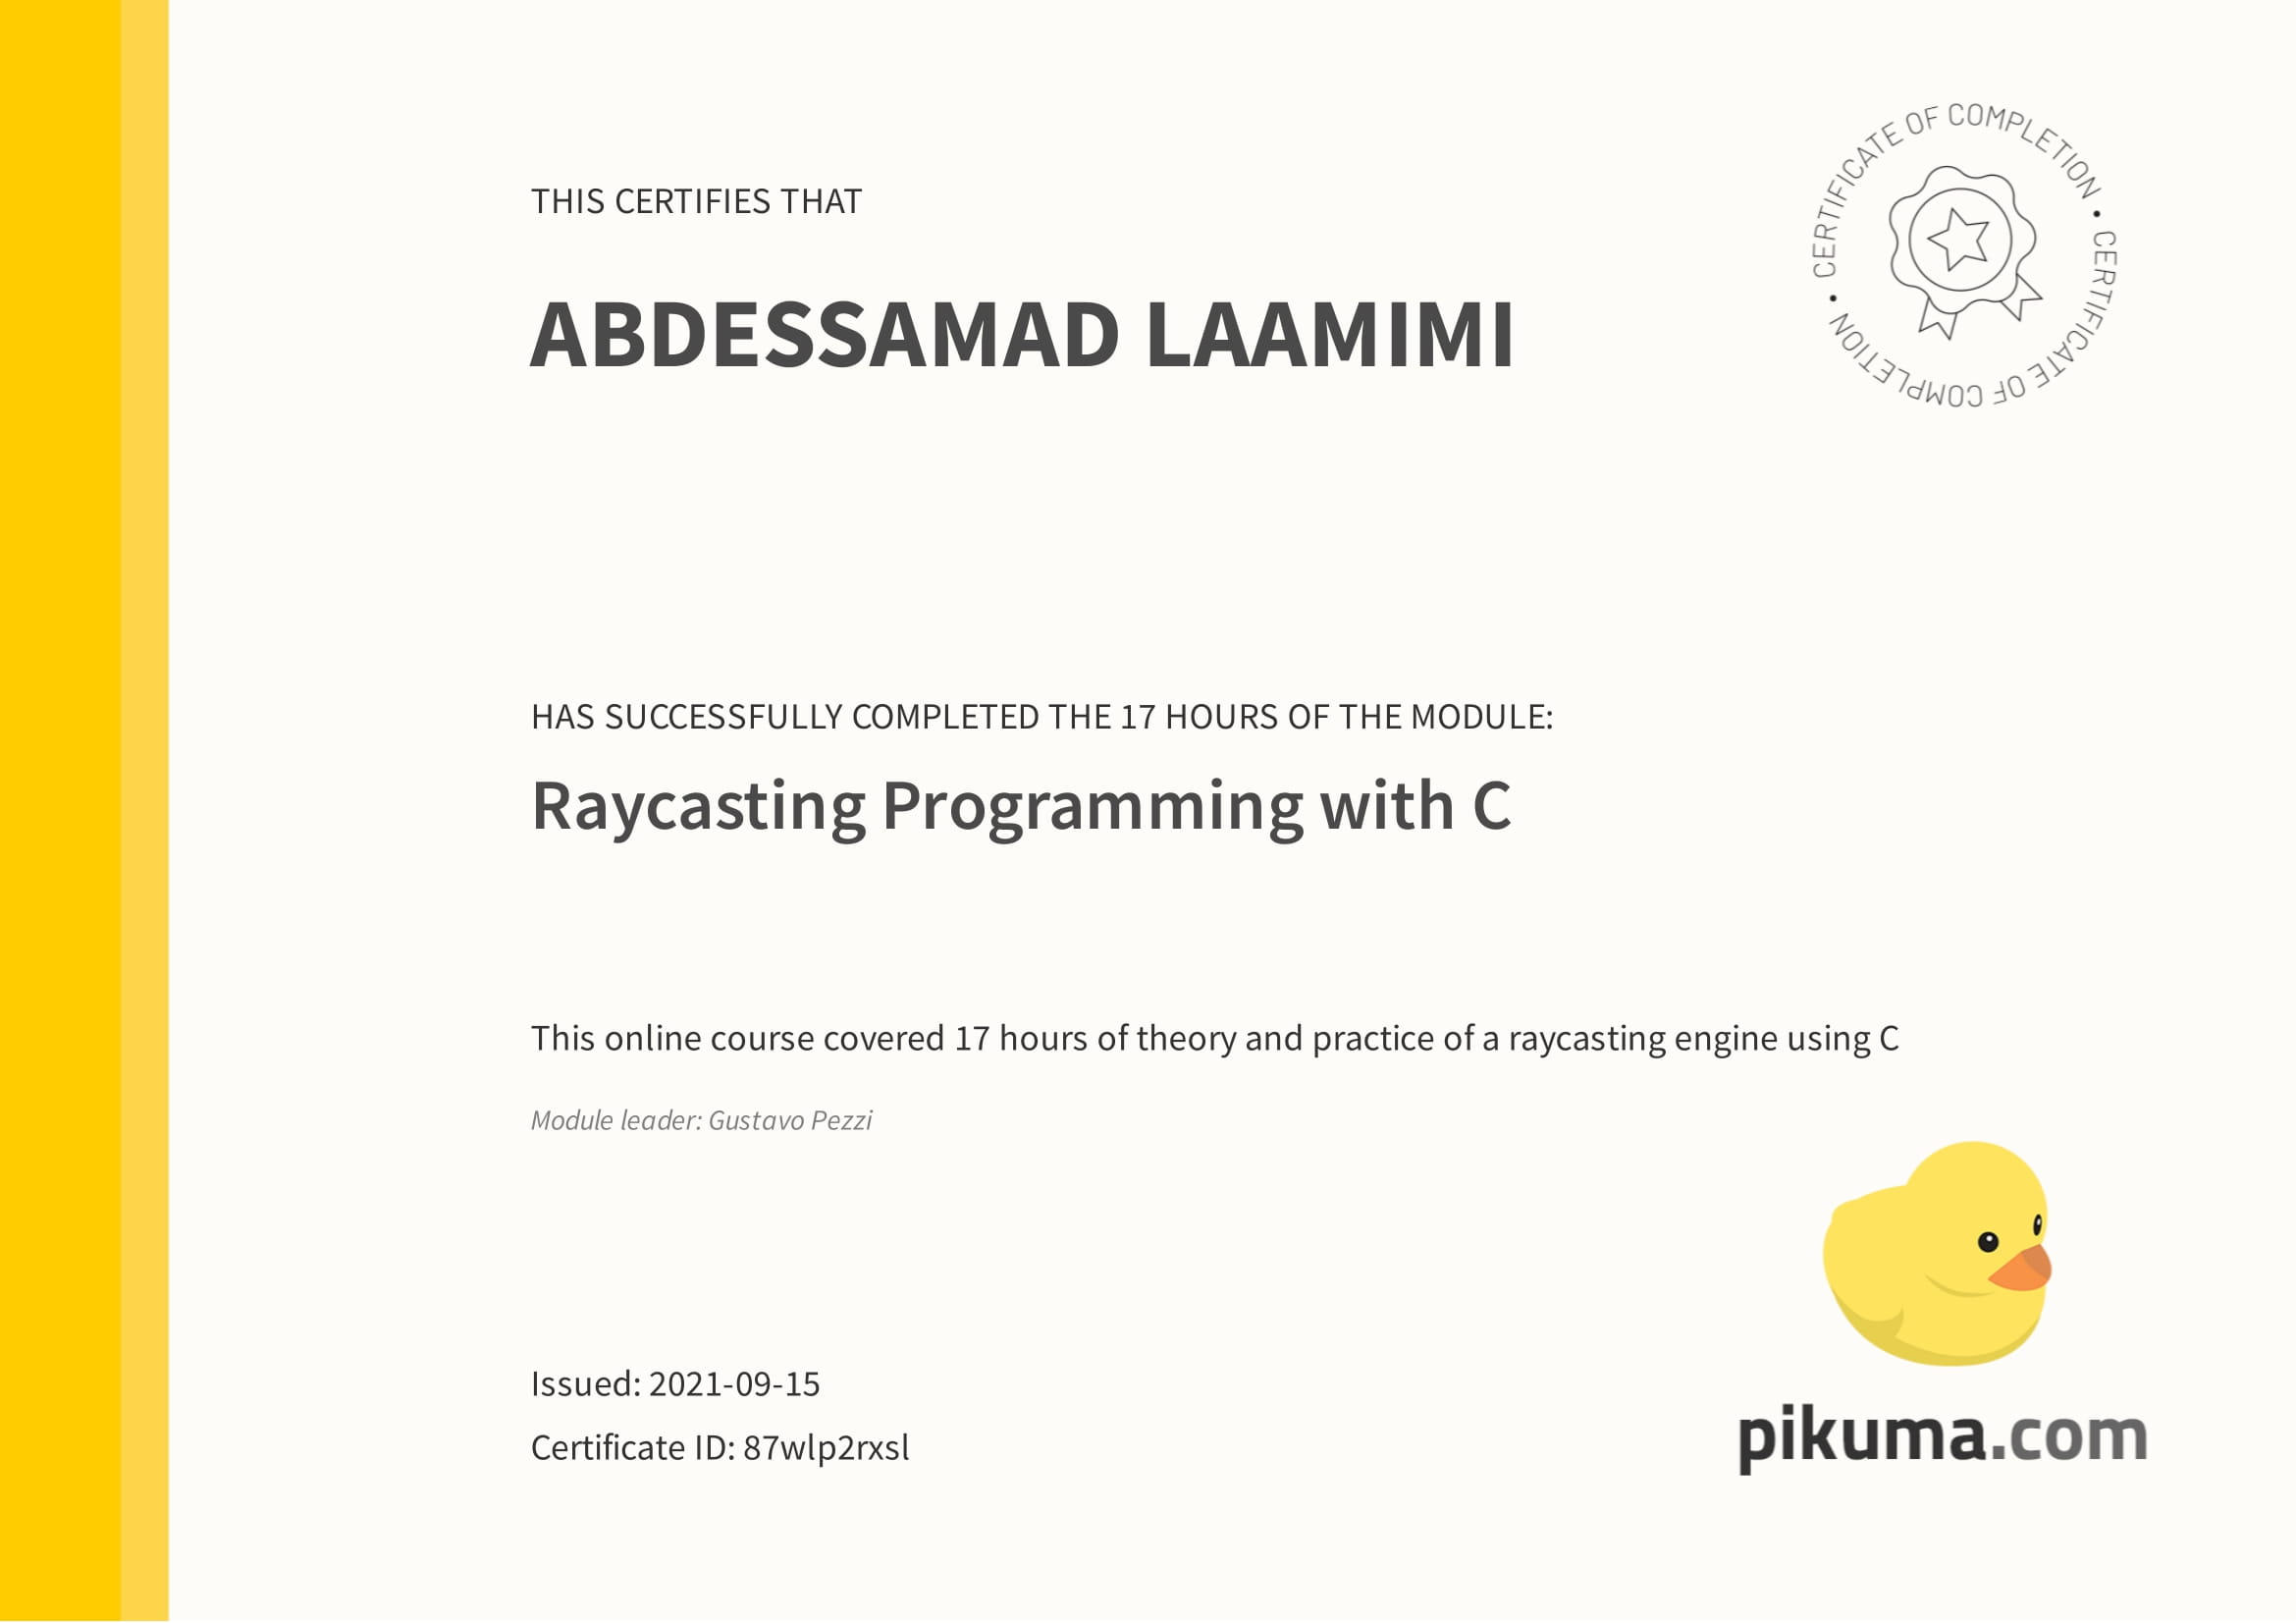 THIS CERTIFIES THAT
CERTIFICATE OF COMPLETION • CERTIFICATE OF COMPLETION •
ABDESSAMAD LAAMIMI
HAS SUCCESSFULLY COMPLETED THE 17 HOURS OF THE MODULE:
Raycasting Programming with C
This online course covered 17 hours of theory and practice of a raycasting engine using C
Module leader: Gustavo Pezzi
Issued: 2021-09-15
Certificate ID: 87wlp2rxsl
pikuma.com